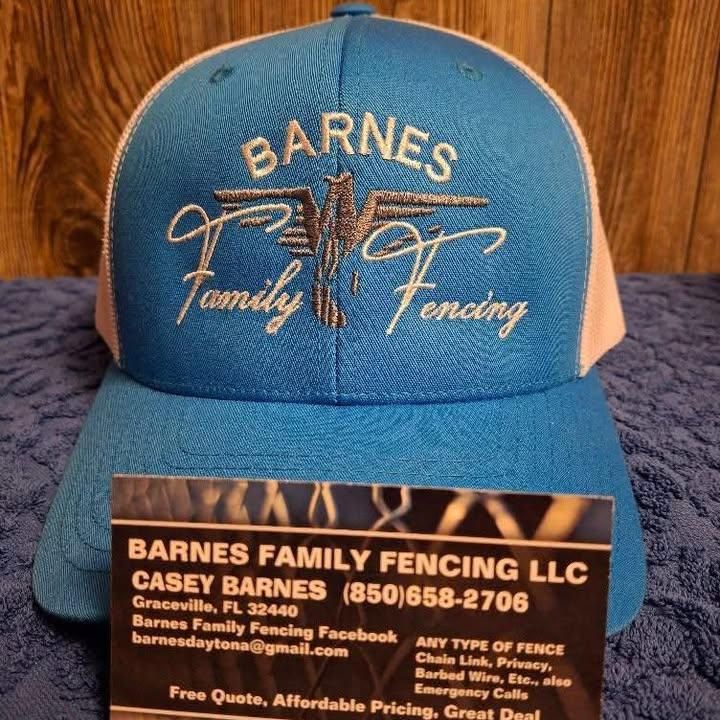 BARNES
Family Fencing
BARNES FAMILY FENCING LLC
CASEY BARNES (850)658-2706
Graceville, FL 32440
Barnes Family Fencing Facebook
barnesdaytona@gmail.com
ANY TYPE OF FENCE
Chain Link, Privacy,
Barbed Wire, Etc., also
Emergency Calls
Free Quote, Affordable Pricing, Great Deal